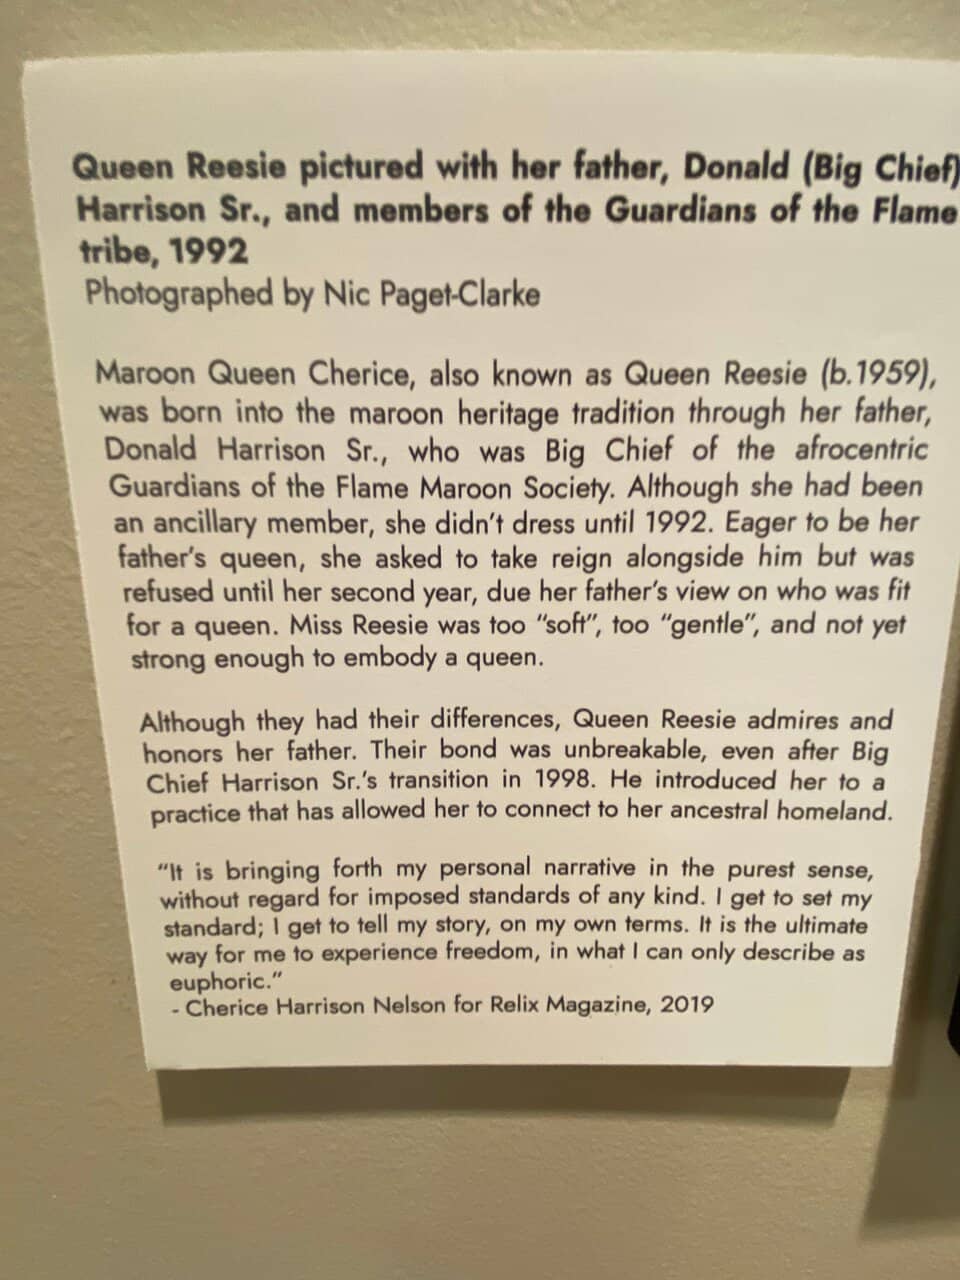 Queen Reesie pictured with her father, Donald (Big Chief)
Harrison Sr., and members of the Guardians of the Flame
tribe, 1992
Photographed by Nic Paget-Clarke
Maroon Queen Cherice, also known as Queen Reesie (b.1959),
was born into the maroon heritage tradition through her father,
Donald Harrison Sr., who was Big Chief of the afrocentric
Guardians of the Flame Maroon Society. Although she had been
an ancillary member, she didn't dress until 1992. Eager to be her
father's queen, she asked to take reign alongside him but was
refused until her second year, due her father's view on who was fit
for a queen. Miss Reesie was too "soft", too "gentle", and not yet
strong enough to embody a queen.
Although they had their differences, Queen Reesie admires and
honors her father. Their bond was unbreakable, even after Big
Chief Harrison Sr.'s transition in 1998. He introduced her to a
practice that has allowed her to connect to her ancestral homeland.
"It is bringing forth my personal narrative in the purest sense,
without regard for imposed standards of any kind. I get to set my
standard; I get to tell my story, on my own terms. It is the ultimate
way for me to experience freedom, in what I can only describe as
euphoric."
- Cherice Harrison Nelson for Relix Magazine, 2019